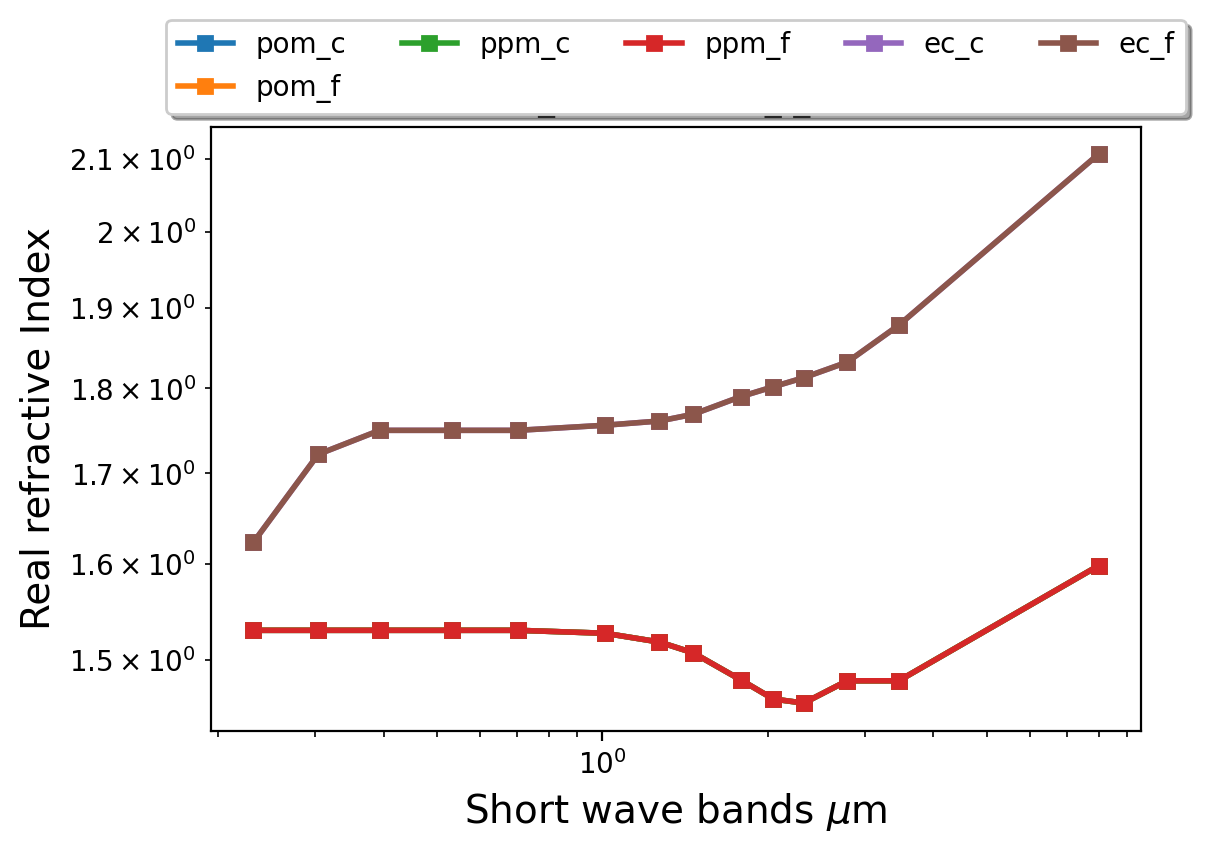 pom_c ppm_c ppm_f ec_c ec_f
pom_f
2.1 × 10⁰
2 × 10⁰
1.9 × 10⁰
1.8 × 10⁰
1.7 × 10⁰
1.6 × 10⁰
1.5 × 10⁰
Real refractive Index
10⁰
Short wave bands μm